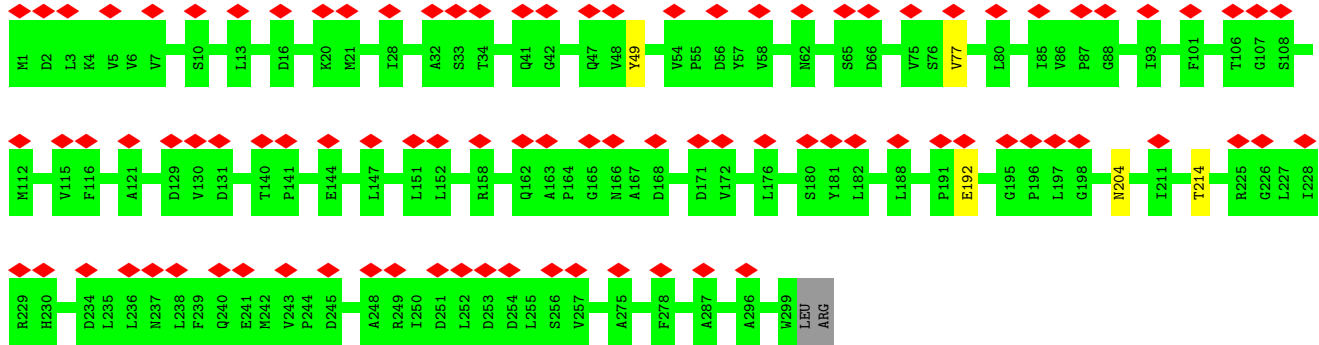 M1 D2 L3 K4 V5 V6 V7 S10 L13 D16 K20 M21 I28 A32 S33 T34 Q41 G42 Q47 V48 Y49 V54 P55 D56 Y57 V58 N62 S65 D66 V75 S76 V77 L80 I85 V86 P87 G88 I93 F101 T106 G107 S108
M112 V115 F116 A121 D129 V130 D131 T140 P141 E144 L147 L151 L152 R158 Q162 A163 P164 G165 N166 A167 D168 D171 V172 L176 S180 Y181 L182 L188 P191 E192 G195 P196 L197 G198 N204 I211 T214 R225 G226 L227 I228
R229 H230 D234 L235 L236 N237 L238 F239 Q240 E241 M242 V243 P244 D245 A248 R249 I250 D251 L252 D253 D254 L255 S256 V257 A275 F278 A287 A296 W299 LEU ARG